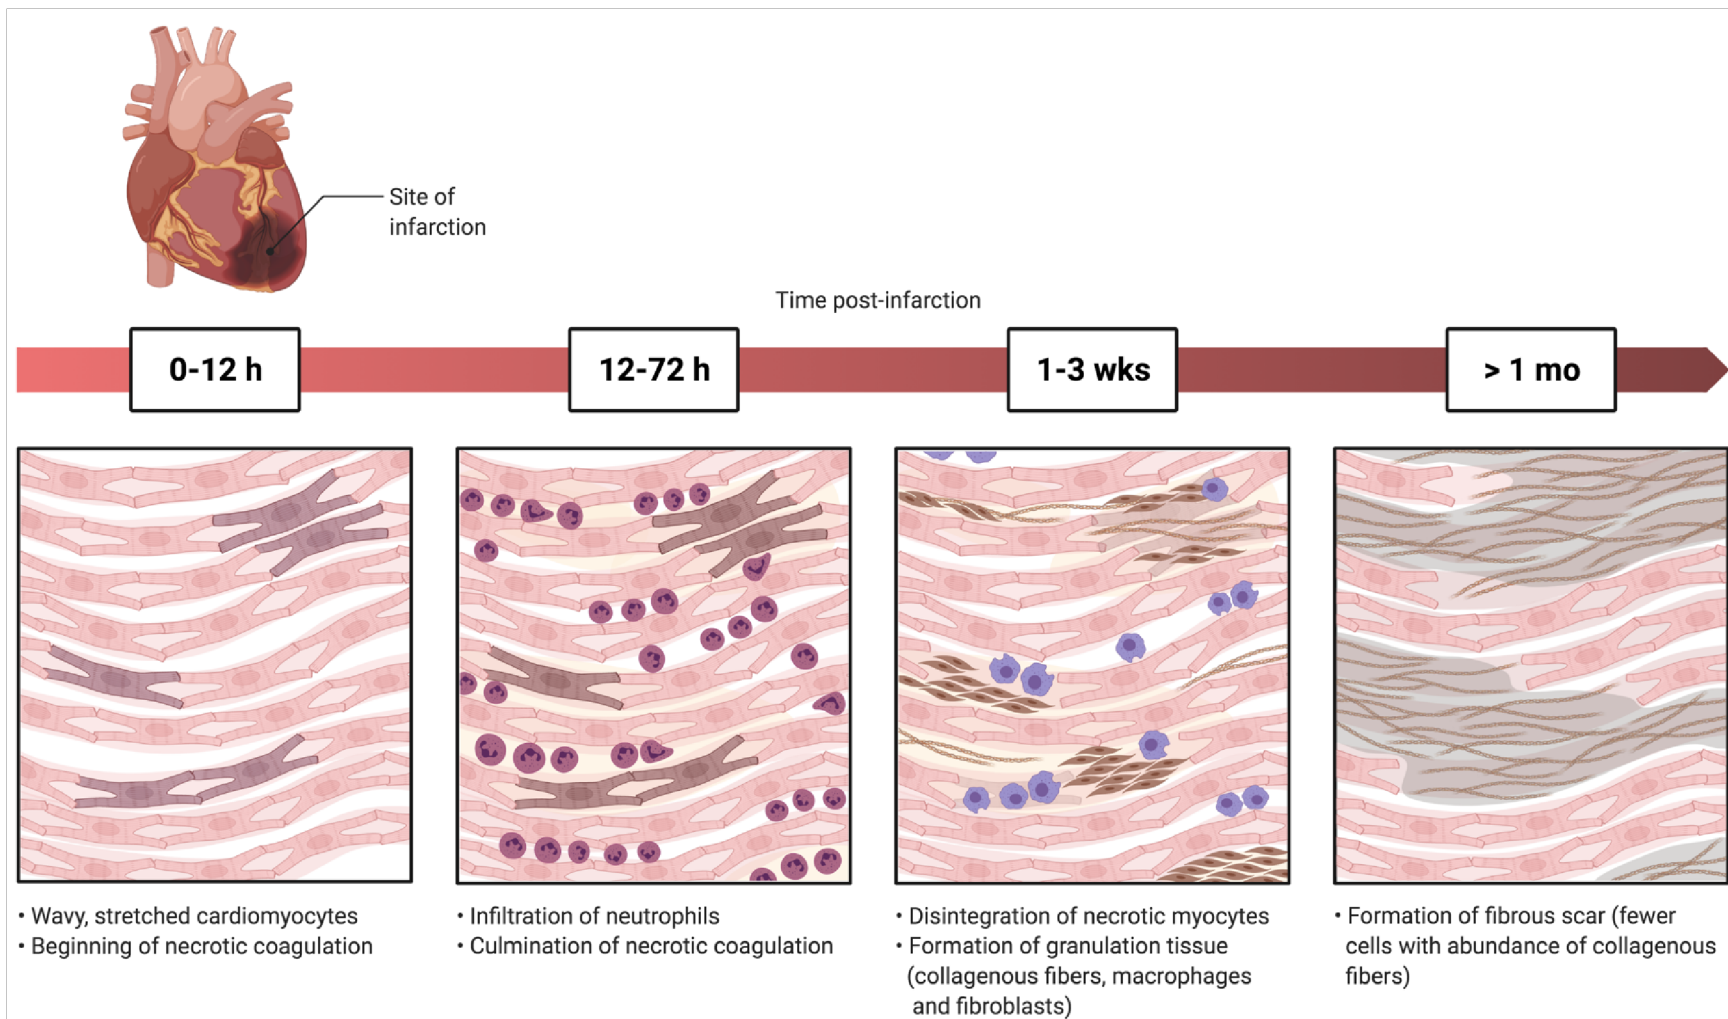 Site of
infarction
Time post-infarction
0-12 h
12-72 h
1-3 wks
> 1 mo
• Wavy, stretched cardiomyocytes
• Beginning of necrotic coagulation
• Infiltration of neutrophils
• Culmination of necrotic coagulation
• Disintegration of necrotic myocytes
• Formation of granulation tissue
(collagenous fibers, macrophages
and fibroblasts)
• Formation of fibrous scar (fewer
cells with abundance of collagenous
fibers)